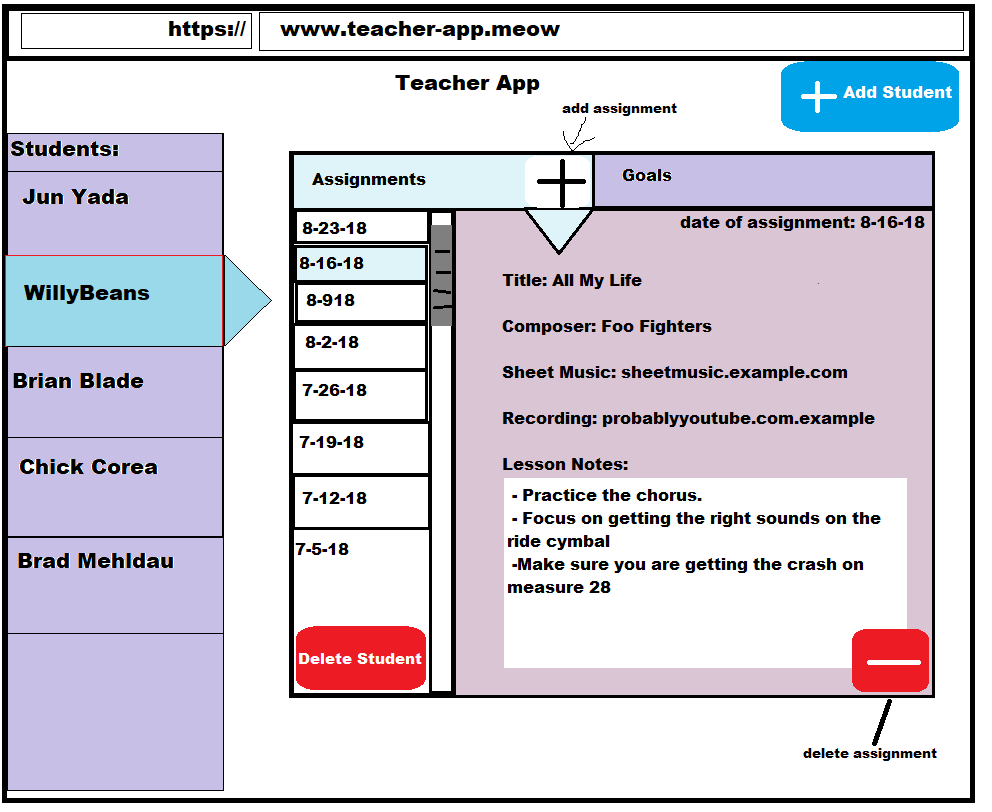 https:// www.teacher-app.meow
Teacher App
Add Student
add assignment
Students:
Jun Yada
WillyBeans
Brian Blade
Chick Corea
Brad Mehldau
Assignments
Goals
8-23-18
8-16-18
8-918
8-2-18
7-26-18
7-19-18
7-12-18
7-5-18
Delete Student
date of assignment: 8-16-18
Title: All My Life
Composer: Foo Fighters
Sheet Music: sheetmusic.example.com
Recording: probablyyoutube.com.example
Lesson Notes:
- Practice the chorus.
- Focus on getting the right sounds on the
ride cymbal
-Make sure you are getting the crash on
measure 28
delete assignment